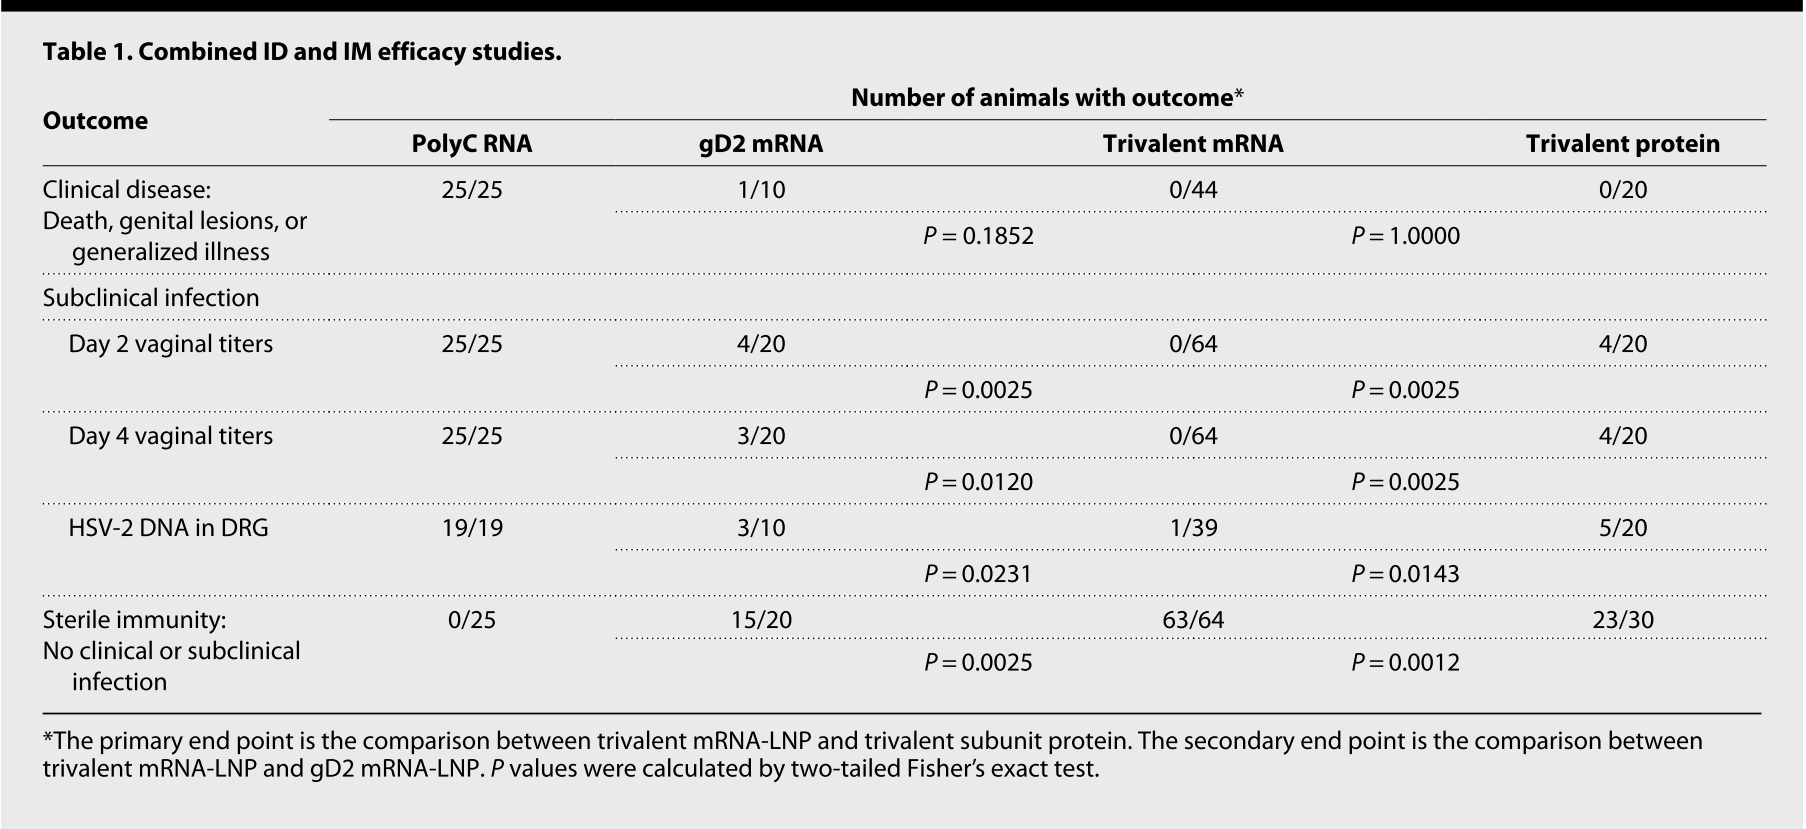 Table 1. Combined ID and IM efficacy studies.
Number of animals with outcome*
Outcome
PolyC RNA gD2 mRNA Trivalent mRNA Trivalent protein
Clinical disease: 25/25 1/10 0/44 0/20
Death, genital lesions, or
P = 0.1852 P = 1.0000
generalized illness
Subclinical infection
Day 2 vaginal titers 25/25 4/20 0/64 4/20
P = 0.0025 P = 0.0025
Day 4 vaginal titers 25/25 3/20 0/64 4/20
P = 0.0120 P = 0.0025
HSV-2 DNA in DRG 19/19 3/10 1/39 5/20
P = 0.0231 P = 0.0143
Sterile immunity: 0/25 15/20 63/64 23/30
No clinical or subclinical
P = 0.0025 P = 0.0012
infection
*The primary end point is the comparison between trivalent mRNA-LNP and trivalent subunit protein. The secondary end point is the comparison between
trivalent mRNA-LNP and gD2 mRNA-LNP. P values were calculated by two-tailed Fisher’s exact test.